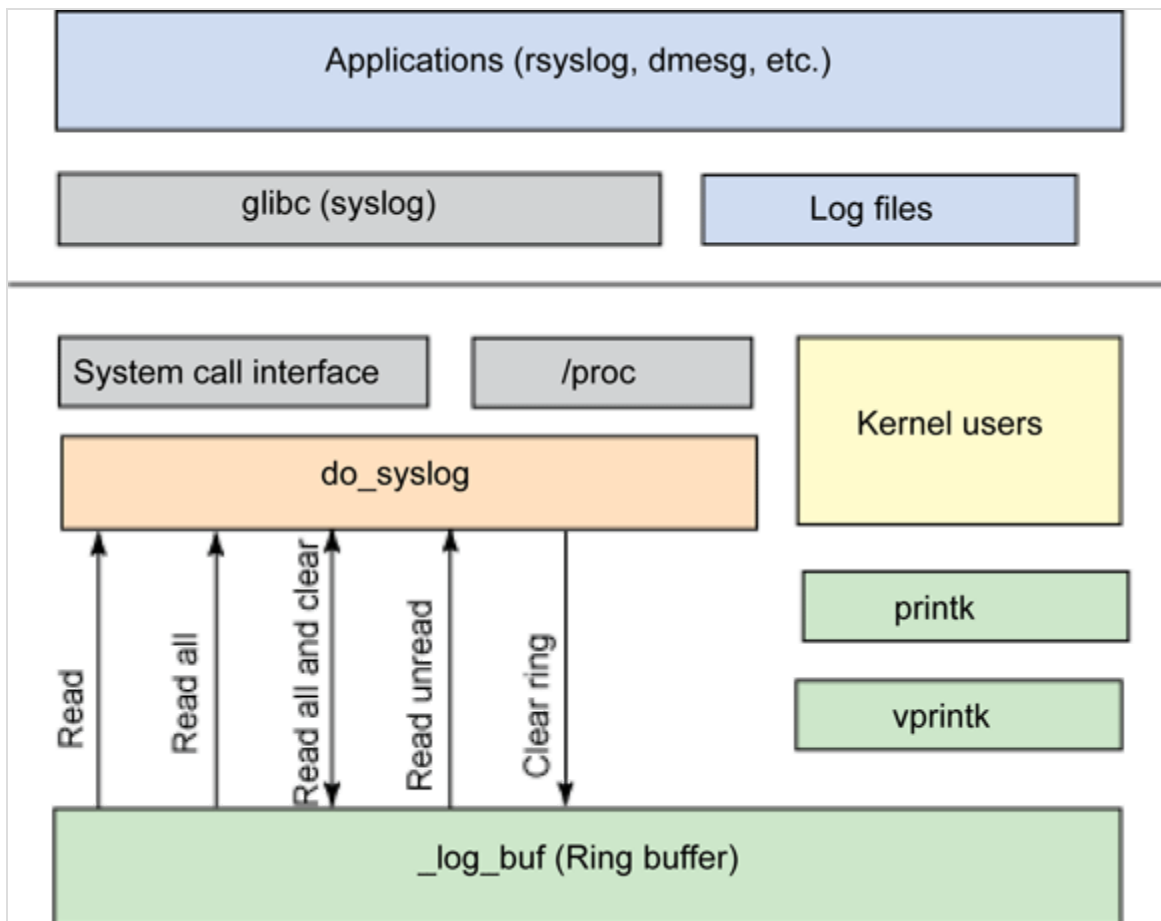 Applications (rsyslog, dmesg, etc.)
glibc (syslog)
Log files
System call interface
/proc
Kernel users
do_syslog
Read
Read all
Read all and clear
Read unread
Clear ring
printk
vprintk
_log_buf (Ring buffer)